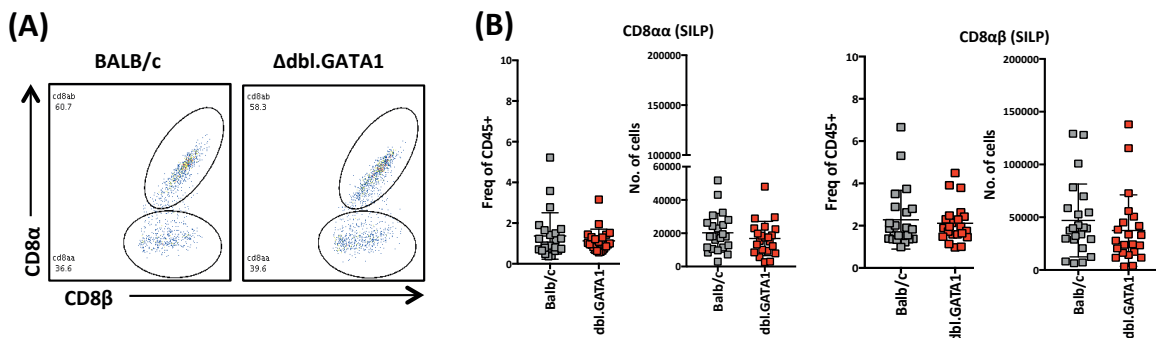 (A)
BALB/c
Δdbl.GATA1
cd8ab
60.7
cd8aa
36.6
cd8ab
58.3
cd8aa
39.6
CD8α
CD8β
(B)
CD8αα (SILP)
Freq of CD45+
10
8
6
4
2
0
Balb/c
dbl.GATA1
No. of cells
200000
150000
100000
60000
40000
20000
0
Balb/c
dbl.GATA1
CD8αβ (SILP)
Freq of CD45+
10
8
6
4
2
0
Balb/c
dbl.GATA1
No. of cells
200000
150000
100000
50000
0
Balb/c
dbl.GATA1